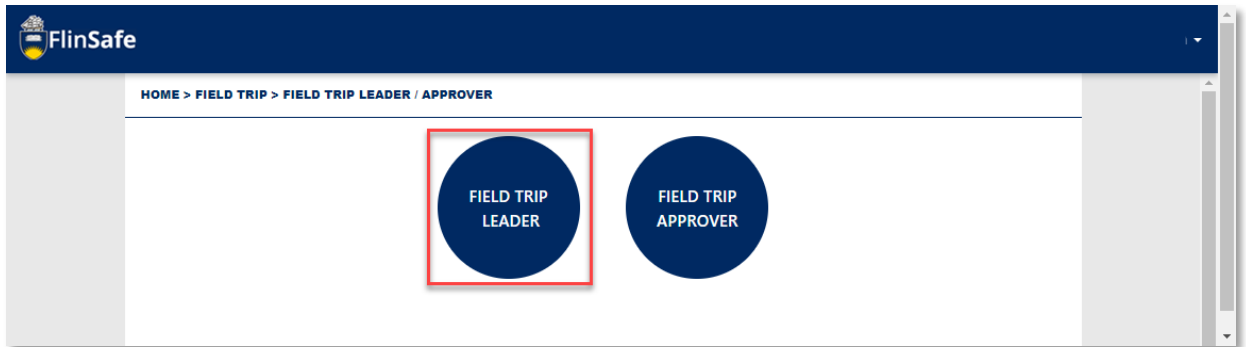 FlinSafe
HOME > FIELD TRIP > FIELD TRIP LEADER / APPROVER
FIELD TRIP
LEADER
FIELD TRIP
APPROVER